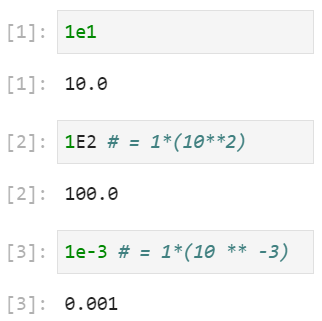 [1]: 1e1
[1]: 10.0
[2]: 1E2 # = 1*(10**2)
[2]: 100.0
[3]: 1e-3 # = 1*(10 ** -3)
[3]: 0.001